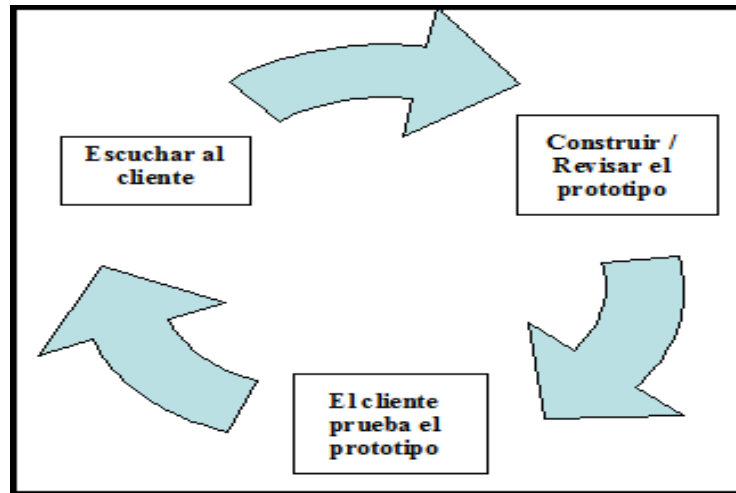 Escuchar al
cliente
Construir /
Revisar el
prototipo
El cliente
prueba el
prototipo